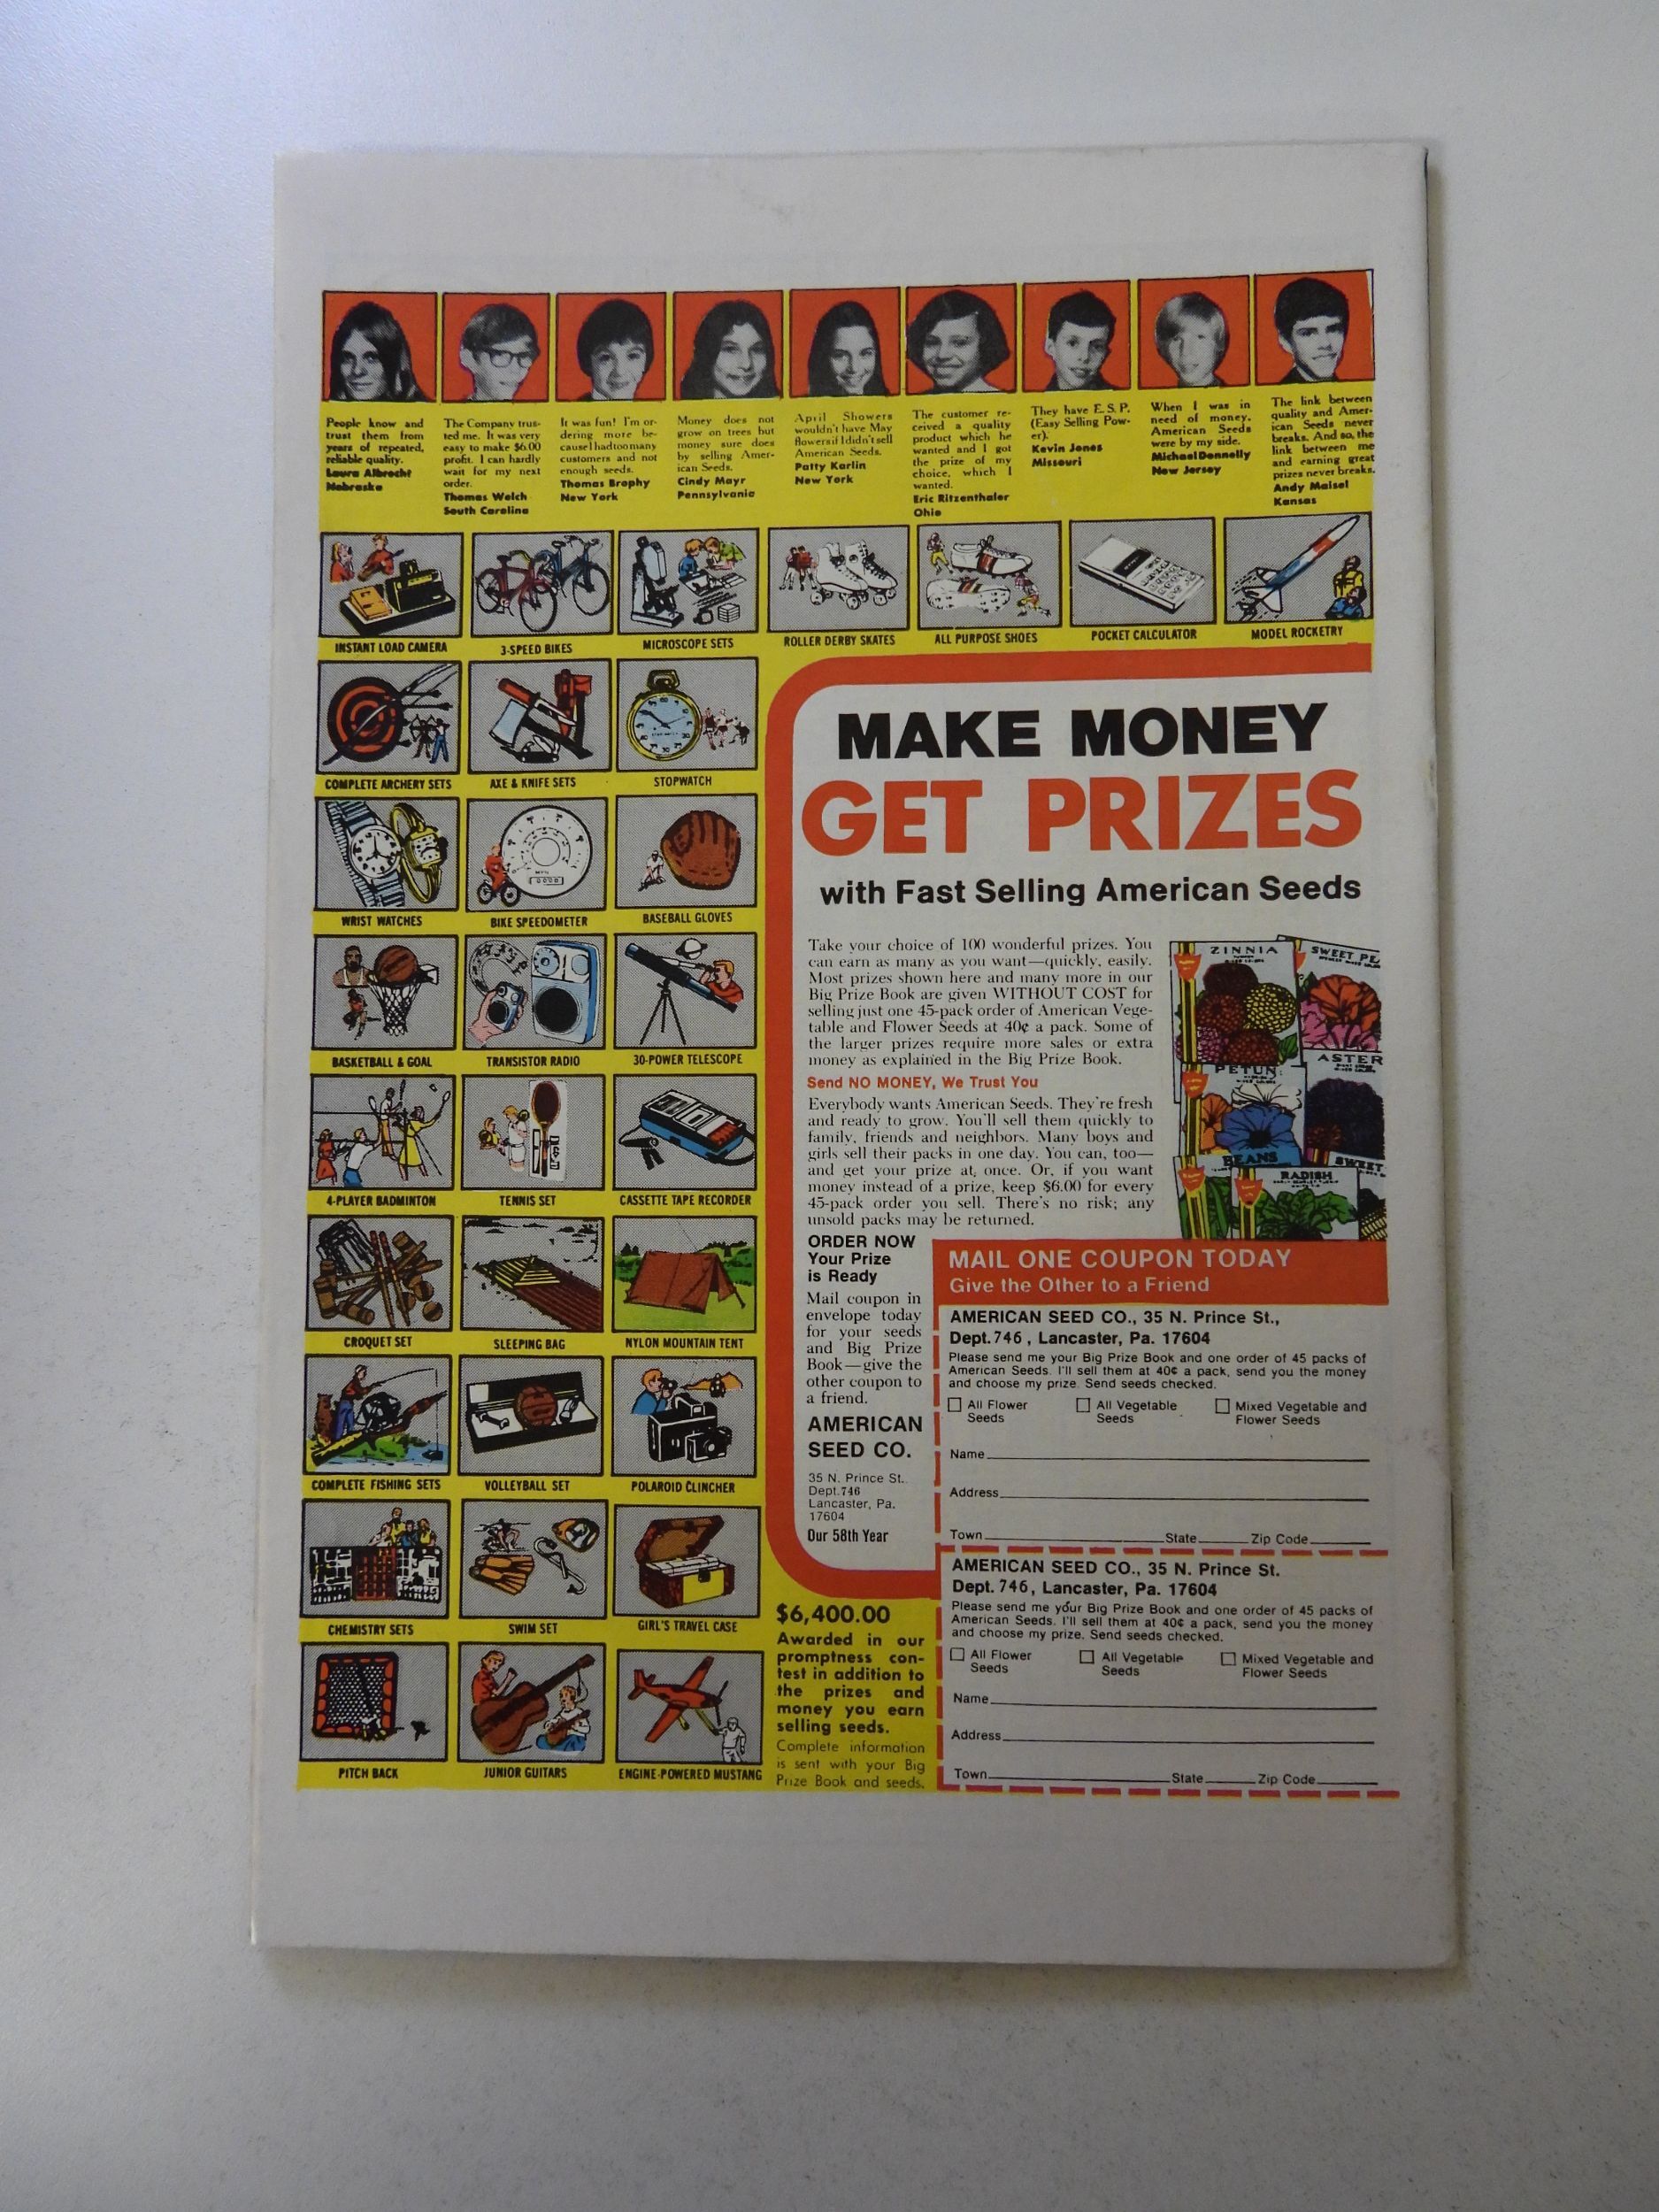 People know and
trust them from
years of repeated,
reliable quality.
Laura Albrecht
Nebraska
The Company trus-
ted me. It was very
easy to make $6.00
profit. I can hardly
wait for my next
order.
Thomas Welch
South Carolina
It was fun! I'm or-
dering more be-
cause I had too many
customers and not
enough seeds.
Thomas Brophy
New York
Money does not
grow on trees but
money sure does
by selling Amer-
ican Seeds.
Cindy Mayr
Pennsylvania
April Showers
wouldn't have May
flowers if I didn't sell
American Seeds.
Patty Karlin
New York
The customer re-
ceived a quality
product which he
wanted and I got
the prize of my
choice, which I
wanted.
Eric Ritzenthaler
Ohio
They have E.S.P.
(Easy Selling Pow-
er).
Kevin Jones
Missouri
When I was in
need of money,
American Seeds
were by my side.
Michael Donnelly
New Jersey
The link between
quality and Amer-
ican Seeds never
breaks. And so, the
link between me
and earning great
prizes never breaks.
Andy Maisel
Kansas
INSTANT LOAD CAMERA
3-SPEED BIKES
MICROSCOPE SETS
ROLLER DERBY SKATES
ALL PURPOSE SHOES
POCKET CALCULATOR
MODEL ROCKETRY
COMPLETE ARCHERY SETS
AXE & KNIFE SETS
STOPWATCH
WRIST WATCHES
BIKE SPEEDOMETER
BASEBALL GLOVES
BASKETBALL & GOAL
TRANSISTOR RADIO
30-POWER TELESCOPE
4-PLAYER BADMINTON
TENNIS SET
CASSETTE TAPE RECORDER
CROQUET SET
SLEEPING BAG
NYLON MOUNTAIN TENT
COMPLETE FISHING SETS
VOLLEYBALL SET
POLAROID CLINCHER
CHEMISTRY SETS
SWIM SET
GIRL'S TRAVEL CASE
PITCH BACK
JUNIOR GUITARS
ENGINE-POWERED MUSTANG
MAKE MONEY
GET PRIZES
with Fast Selling American Seeds
Take your choice of 100 wonderful prizes. You
can earn as many as you want—quickly, easily.
Most prizes shown here and many more in our
Big Prize Book are given WITHOUT COST for
selling just one 45-pack order of American Vege-
table and Flower Seeds at 40¢ a pack. Some of
the larger prizes require more sales or extra
money as explained in the Big Prize Book.
Send NO MONEY, We Trust You
Everybody wants American Seeds. They're fresh
and ready to grow. You'll sell them quickly to
family, friends and neighbors. Many boys and
girls sell their packs in one day. You can, too—
and get your prize at once. Or, if you want
money instead of a prize, keep $6.00 for every
45-pack order you sell. There's no risk; any
unsold packs may be returned.
ZINNIA
SWEET PE
ASTER
PETUN
BEANS
SWEET
RADISH
ORDER NOW
Your Prize
is Ready
Mail coupon in
envelope today
for your seeds
and Big Prize
Book—give the
other coupon to
a friend.
AMERICAN
SEED CO.
35 N. Prince St.
Dept.746
Lancaster, Pa.
17604
Our 58th Year
$6,400.00
Awarded in our
promptness con-
test in addition to
the prizes and
money you earn
selling seeds.
Complete information
is sent with your Big
Prize Book and seeds.
MAIL ONE COUPON TODAY
Give the Other to a Friend
AMERICAN SEED CO., 35 N. Prince St.,
Dept. 746, Lancaster, Pa. 17604
Please send me your Big Prize Book and one order of 45 packs of
American Seeds. I'll sell them at 40¢ a pack, send you the money
and choose my prize. Send seeds checked.
All Flower Seeds
All Vegetable Seeds
Mixed Vegetable and Flower Seeds
Name
Address
Town State Zip Code
AMERICAN SEED CO., 35 N. Prince St.
Dept. 746, Lancaster, Pa. 17604
Please send me your Big Prize Book and one order of 45 packs of
American Seeds. I'll sell them at 40¢ a pack, send you the money
and choose my prize. Send seeds checked.
All Flower Seeds
All Vegetable Seeds
Mixed Vegetable and Flower Seeds
Name
Address
Town State Zip Code